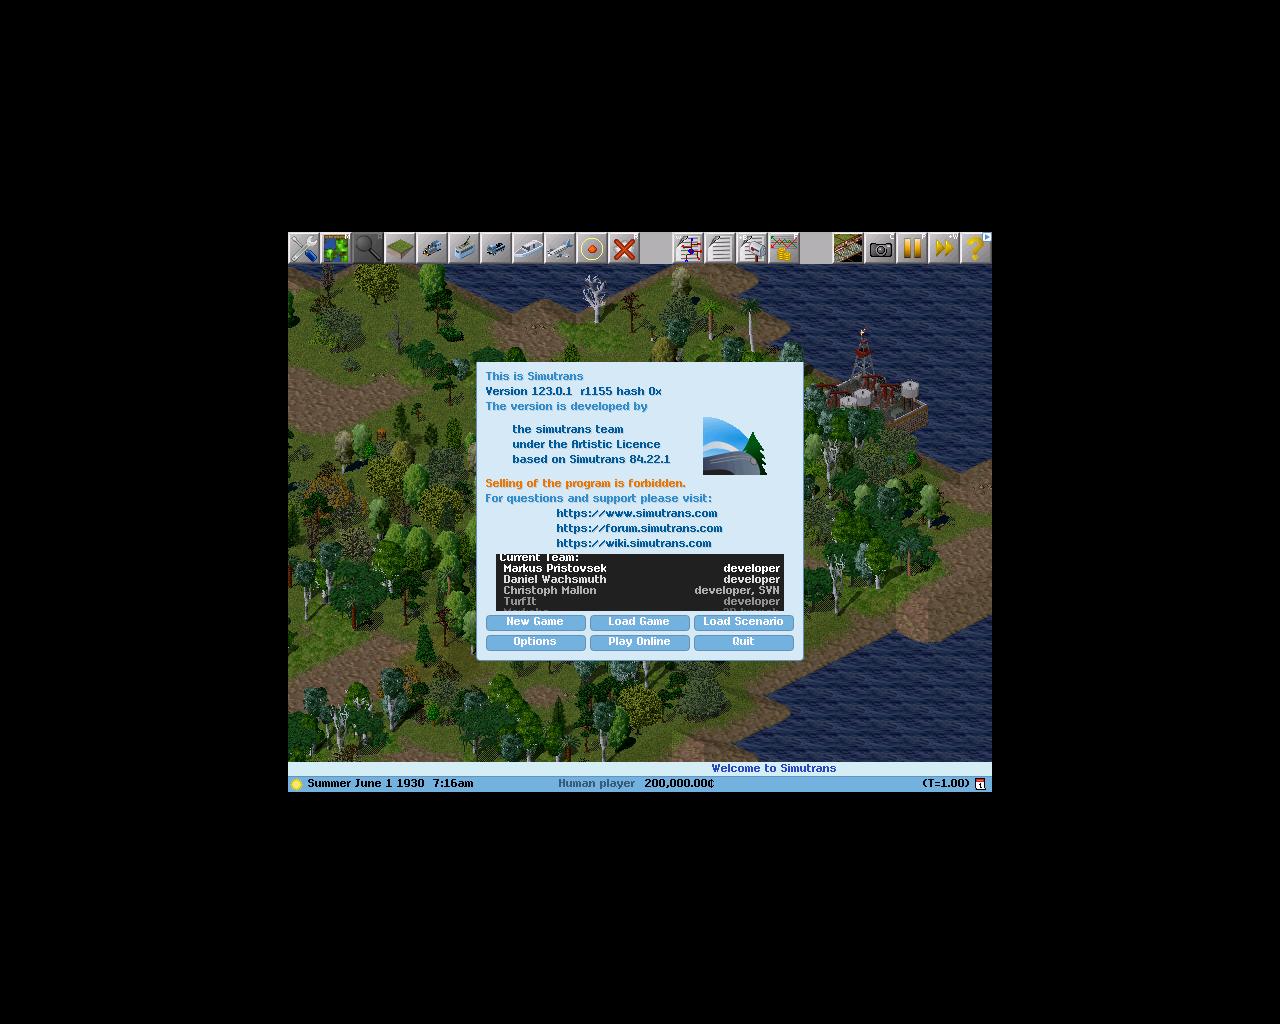 This is Simutrans
Version 123.0.1 r1155 hash 0x
The version is developed by
the simutrans team
under the Artistic Licence
based on Simutrans 84.22.1
Selling of the program is forbidden.
For questions and support please visit:
https://www.simutrans.com
https://forum.simutrans.com
https://wiki.simutrans.com
Current Team:
Markus Pristovsek developer
Daniel Wachsmuth developer
Christoph Mallon developer, SVN
TurfIt developer
New Game Load Game Load Scenario
Options Play Online Quit
Welcome to Simutrans
Summer June 1 1930 7:16am Human player 200,000.00¢ (T=1.00)